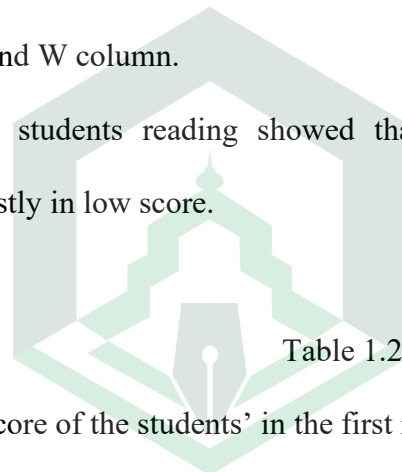 nd W column.
students reading showed tha
stly in low score.
Table 1.2
core of the students’ in the first